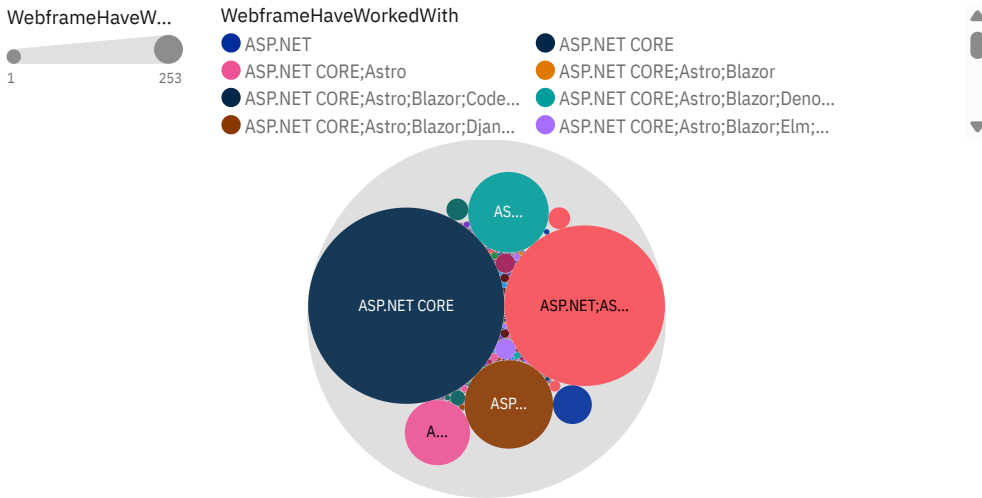 WebframeHaveW...
1
253
WebframeHaveWorkedWith
ASP.NET
ASP.NET CORE
ASP.NET CORE;Astro
ASP.NET CORE;Astro;Blazor
ASP.NET CORE;Astro;Blazor;Code...
ASP.NET CORE;Astro;Blazor;Deno...
ASP.NET CORE;Astro;Blazor;Djan...
ASP.NET CORE;Astro;Blazor;Elm;...
AS...
ASP.NET CORE
ASP.NET;AS...
ASP...
A...